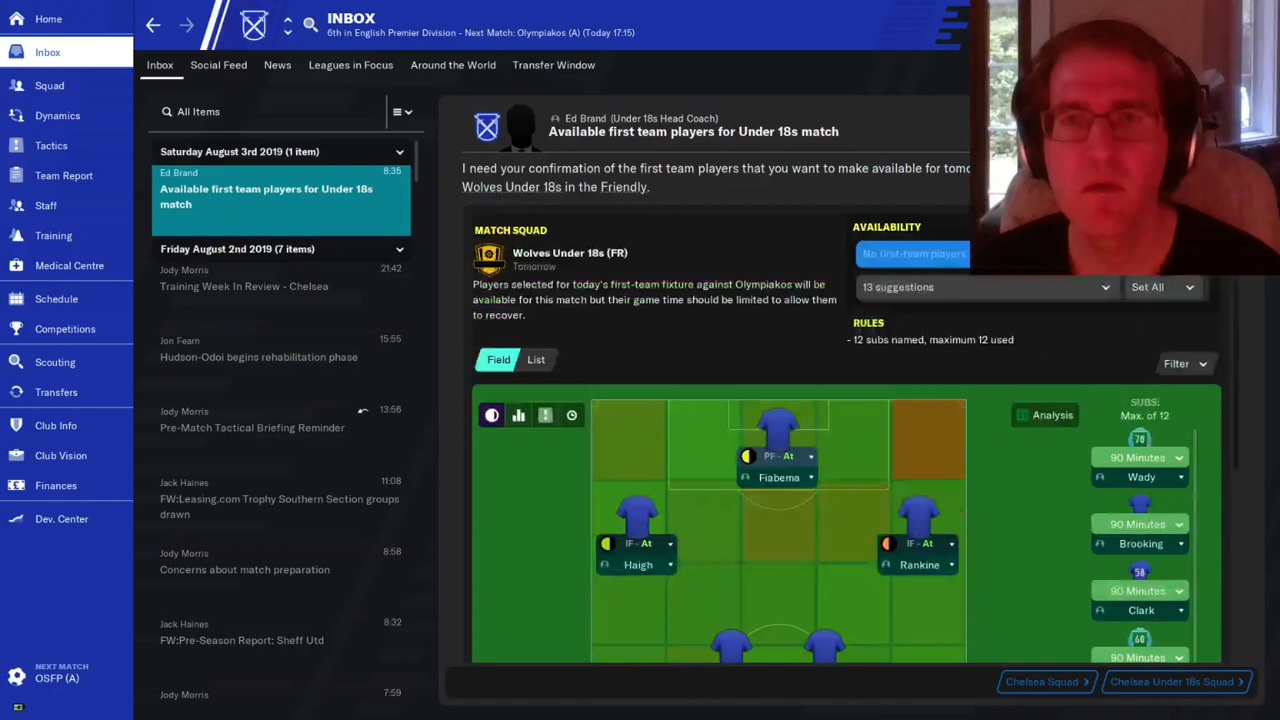 Home
Inbox
Squad
Dynamics
Tactics
Team Report
Staff
Training
Medical Centre
Schedule
Competitions
Scouting
Transfers
Club Info
Club Vision
Finances
Dev. Center
NEXT MATCH
OSFP (A)
INBOX
6th in English Premier Division - Next Match: Olympiakos (A) (Today 17:15)
Inbox Social Feed News Leagues in Focus Around the World Transfer Window
All Items
Saturday August 3rd 2019 (1 item)
Ed Brand 8:35
Available first team players for Under 18s
match
Friday August 2nd 2019 (7 items)
Jody Morris 21:42
Training Week In Review - Chelsea
Jon Fearn 15:55
Hudson-Odoi begins rehabilitation phase
Jody Morris 13:56
Pre-Match Tactical Briefing Reminder
Jack Haines 11:08
FW:Leasing.com Trophy Southern Section groups
drawn
Jody Morris 8:58
Concerns about match preparation
Jack Haines 8:32
FW:Pre-Season Report: Sheff Utd
Jody Morris 7:59
Ed Brand (Under 18s Head Coach)
Available first team players for Under 18s match
I need your confirmation of the first team players that you want to make available for
Wolves Under 18s in the Friendly.
MATCH SQUAD
Wolves Under 18s (FR)
Tomorrow
Players selected for today's first-team fixture against Olympiakos will be
available for this match but their game time should be limited to allow them
to recover.
AVAILABILITY
No first-team players
13 suggestions Set All
RULES
- 12 subs named, maximum 12 used
Field List
Filter
Analysis
PF - At
Fiabema
IF - At
Haigh
IF - At
Rankine
SUBS:
Max. of 12
70
90 Minutes
Wady
90 Minutes
Brooking
58
90 Minutes
Clark
60
90 Minutes
Chelsea Squad
Chelsea Under 18s Squad